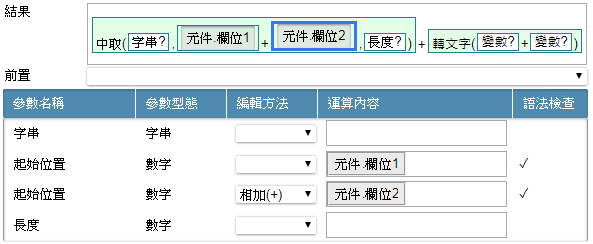 結果
中取( 字串? , 元件.欄位1 + 元件.欄位2 , 長度? ) + 轉文字( 變數? + 變數? )
前置
參數名稱 參數型態 編輯方法 運算內容 語法檢查
字串 字串
起始位置 數字 元件.欄位1 ✓
起始位置 數字 相加(+) 元件.欄位2 ✓
長度 數字